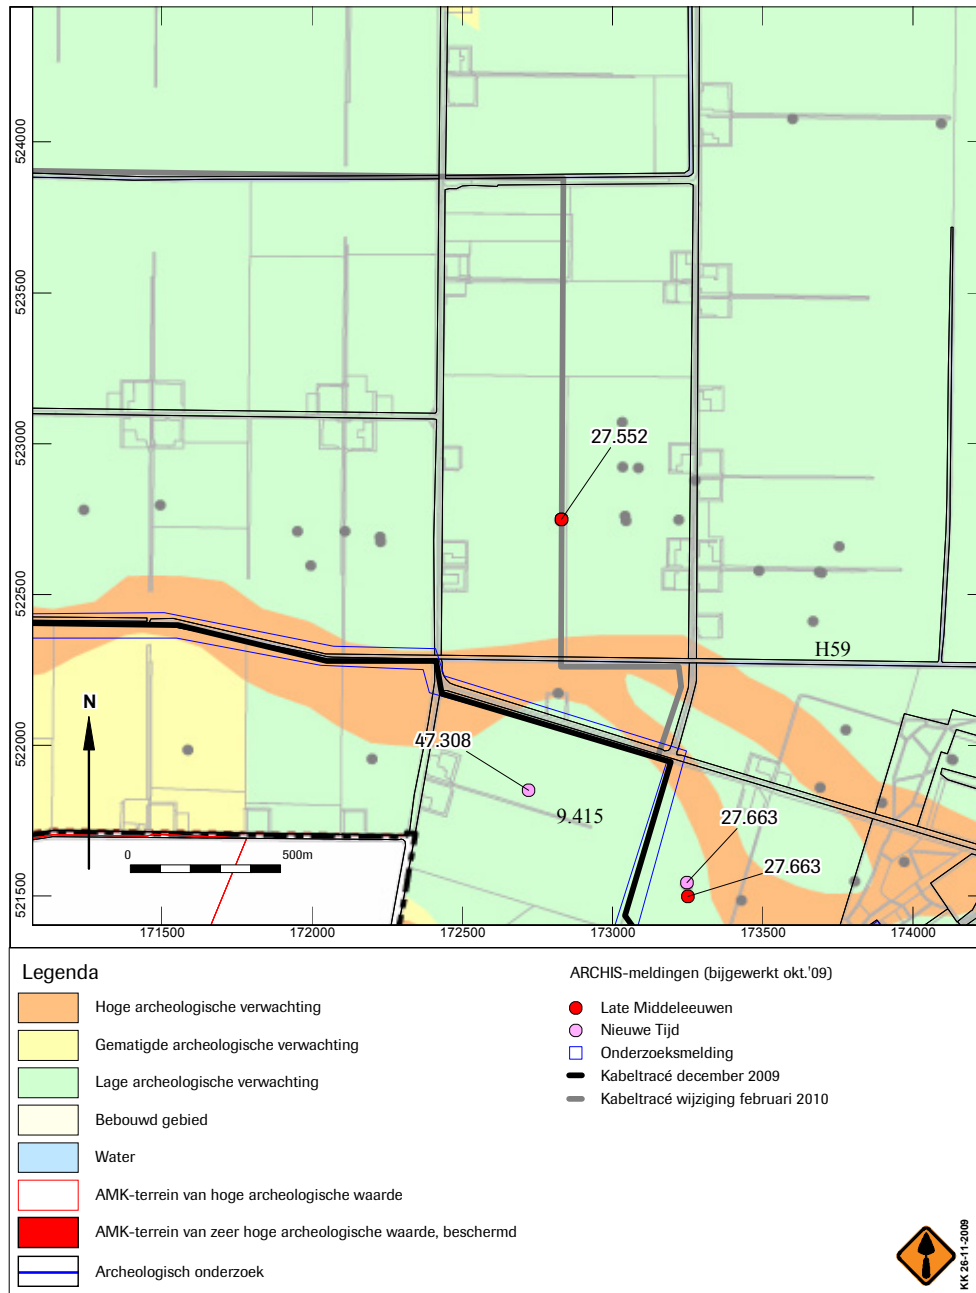 524000
523500
523000
522500
522000
521500
27.552
H59
N
47.308
9.415
27.663
27.663
0 500m
171500 172000 172500 173000 173500 174000
Legenda
Hoge archeologische verwachting
Gematigde archeologische verwachting
Lage archeologische verwachting
Bebouwd gebied
Water
AMK-terrein van hoge archeologische waarde
AMK-terrein van zeer hoge archeologische waarde, beschermd
Archeologisch onderzoek
ARCHIS-meldingen (bijgewerkt okt.'09)
Late Middeleeuwen
Nieuwe Tijd
Onderzoeksmelding
Kabeltracé december 2009
Kabeltracé wijziging februari 2010
KK 26-11-2009